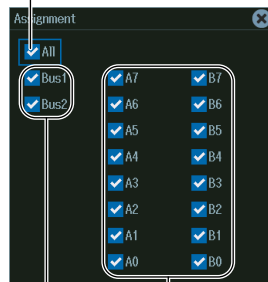 Assignment
All
Bus1 A7 B7
Bus2 A6 B6
A5 B5
A4 B4
A3 B3
A2 B2
A1 B1
A0 B0